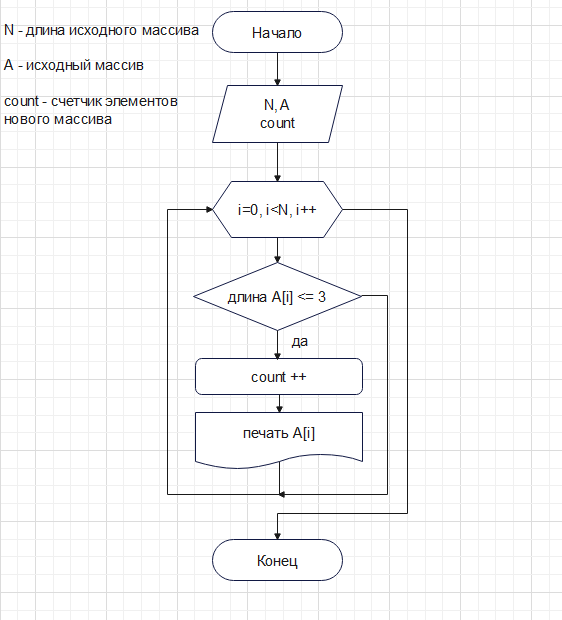 N - длина исходного массива
A - исходный массив
count - счетчик элементов
нового массива
Начало
N, A
count
i=0, i<N, i++
длина A[i] <= 3
да
count ++
печать A[i]
Конец